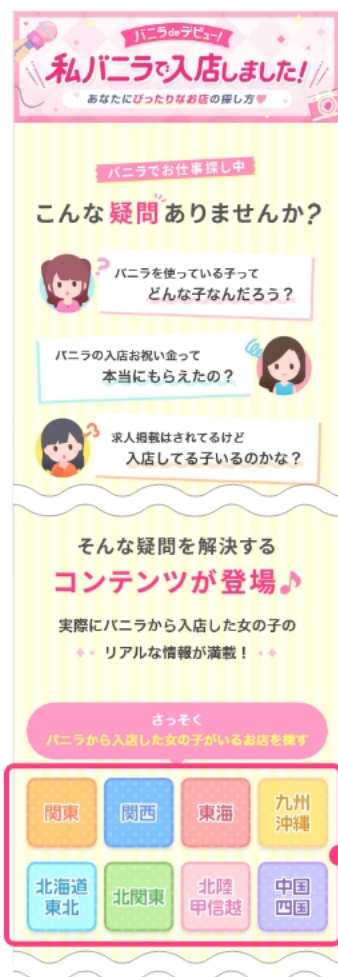 バニラdeデビュー!
私バニラで入店しました!
あなたにぴったりなお店の探し方
バニラでお仕事探し中
こんな疑問ありませんか?
バニラを使っている子って
どんな子なんだろう?
バニラの入店お祝い金って
本当にもらえたの?
求人掲載はされてるけど
入店してる子いるのかな?
そんな疑問を解決する
コンテンツが登場♪
実際にバニラから入店した女の子の
リアルな情報が満載!
さっそく
バニラから入店した女の子がいるお店を探す
関東
関西
東海
九州
沖縄
北海道
東北
北関東
北陸
甲信越
中国
四国